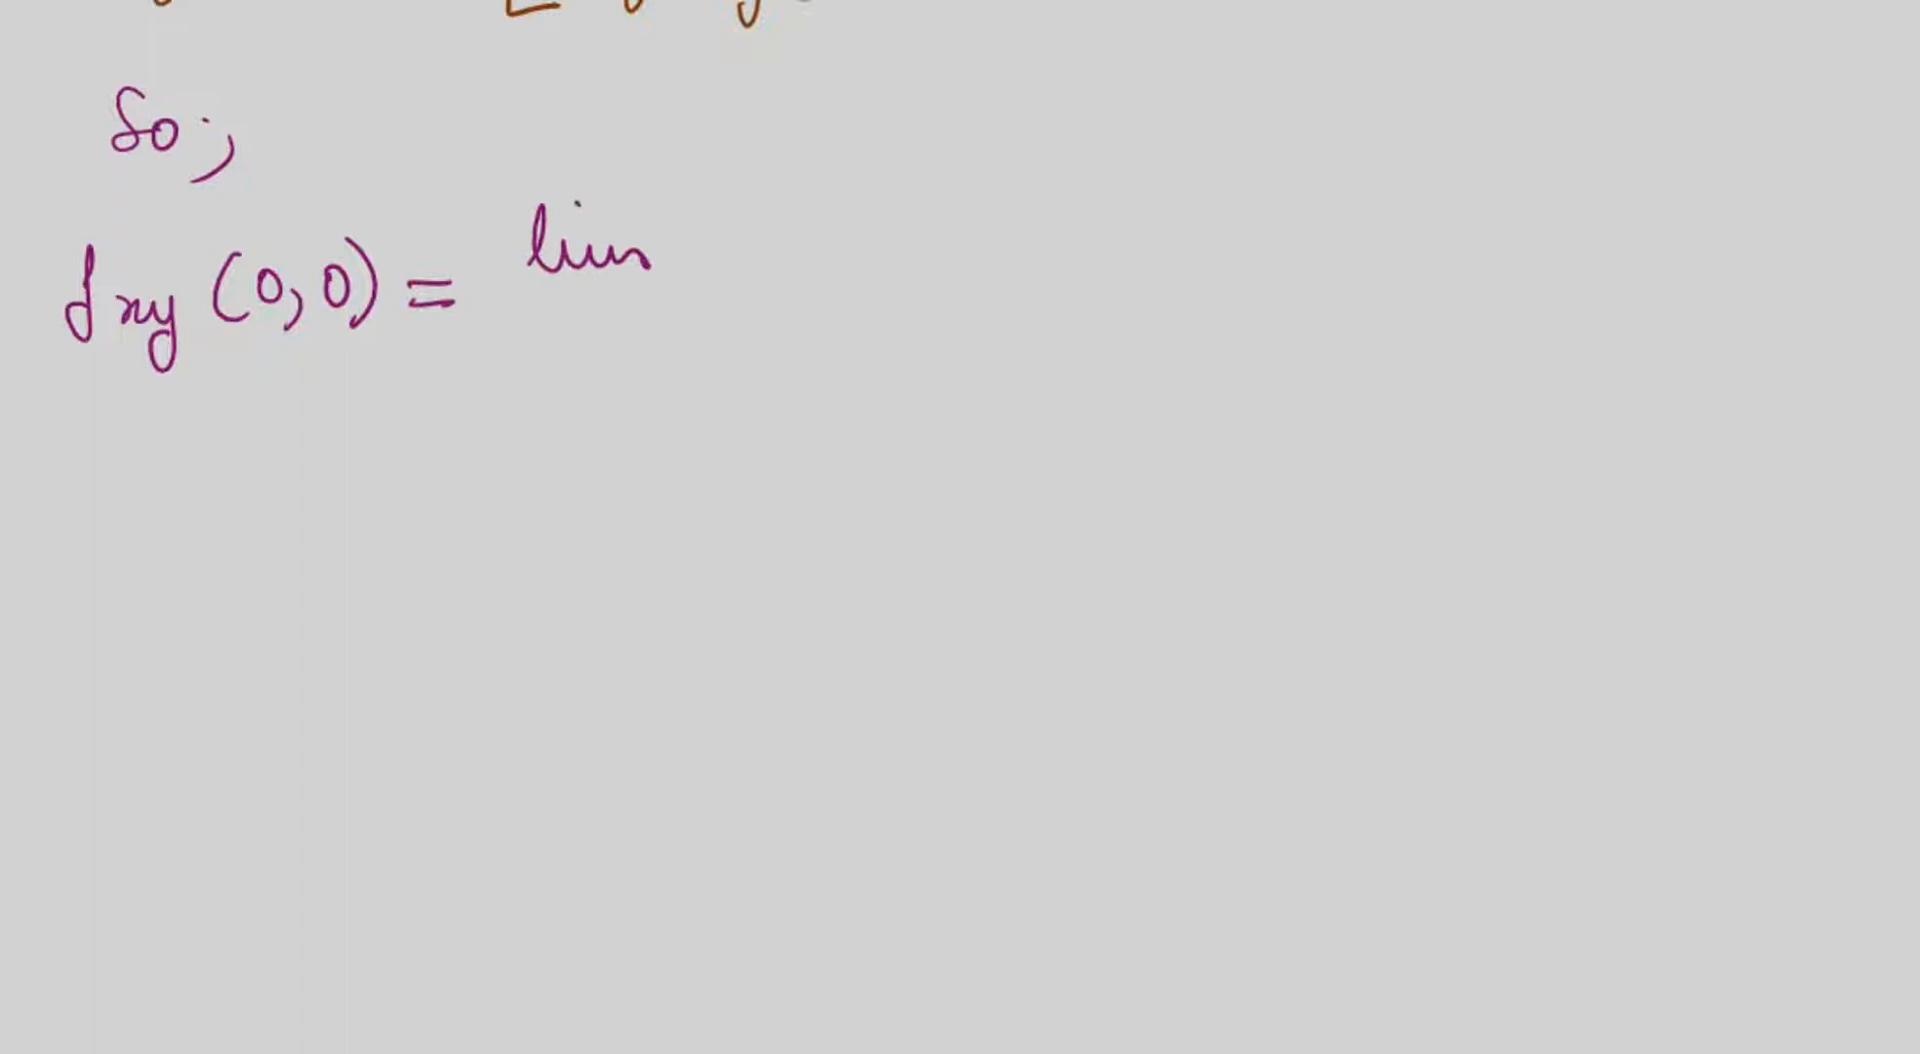 So;
fxy (0,0) = lim